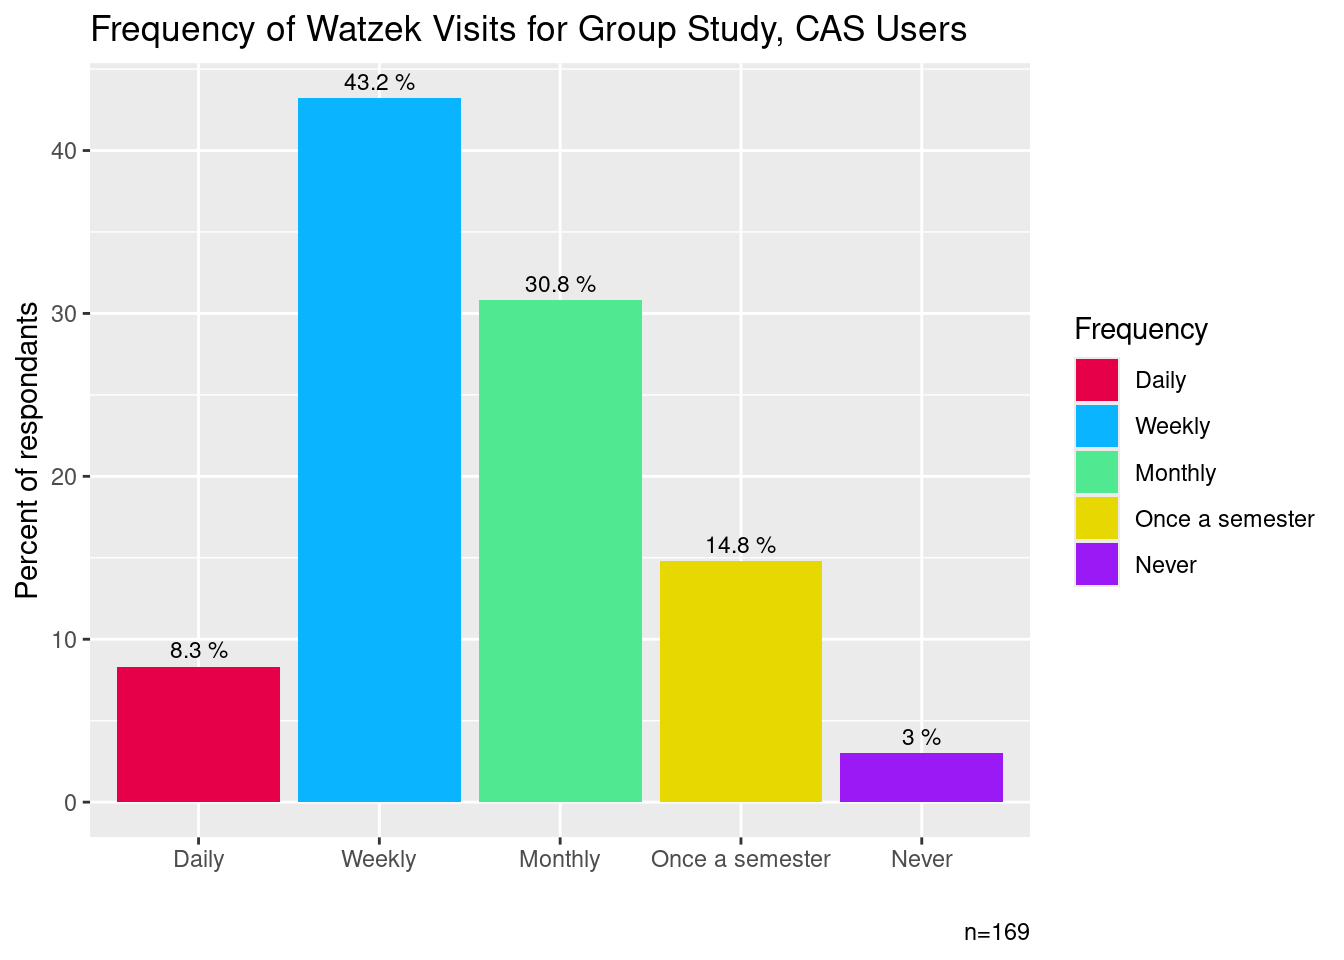 Frequency of Watzek Visits for Group Study, CAS Users
43.2 %
30.8 %
14.8 %
8.3 %
3 %
40
30
20
10
0
Percent of respondants
Daily
Weekly
Monthly
Once a semester
Never
Frequency
Daily
Weekly
Monthly
Once a semester
Never
n=169